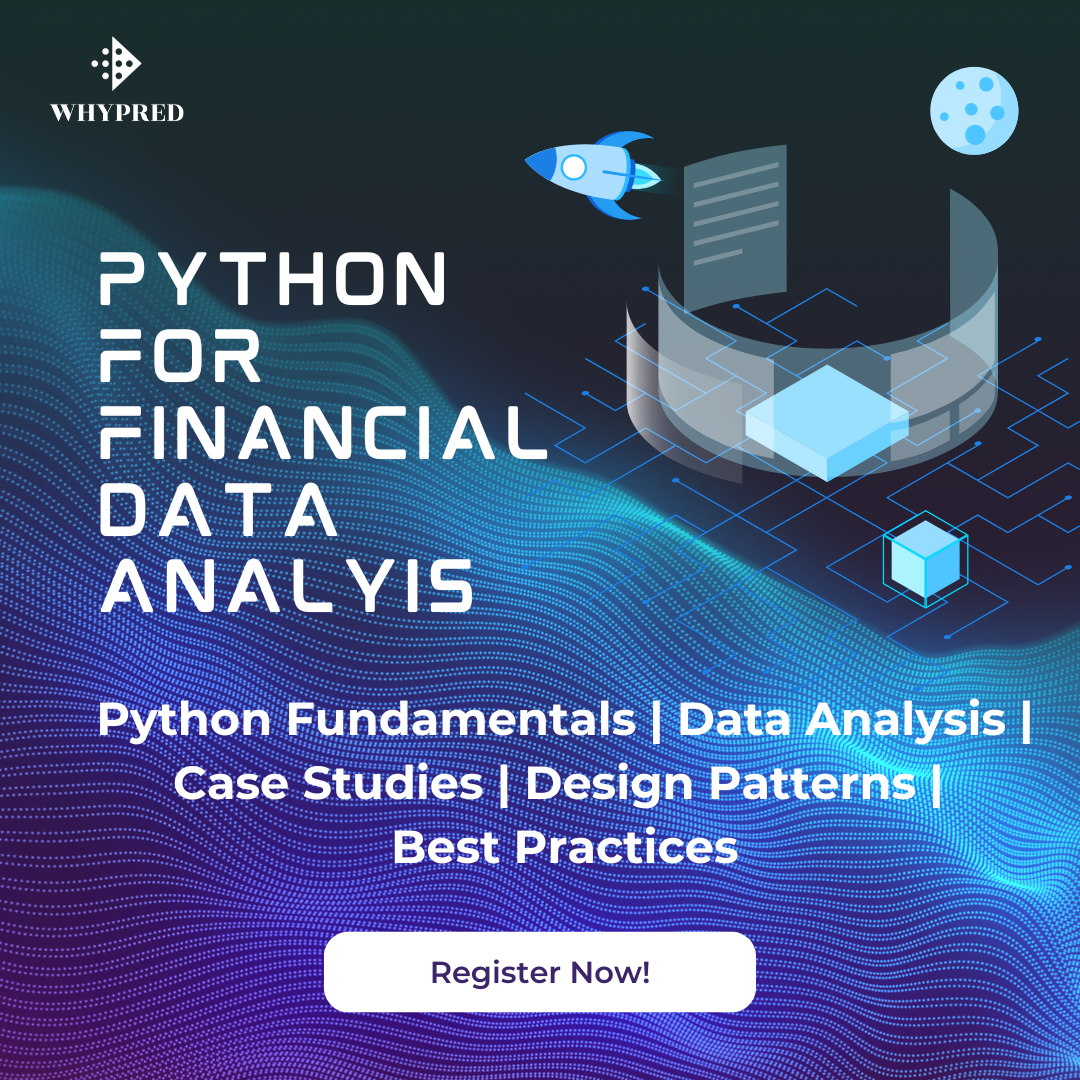 WHYPRED
PYTHON
FOR
FINANCIAL
DATA
ANALYIS
Python Fundamentals | Data Analysis |
Case Studies | Design Patterns |
Best Practices
Register Now!